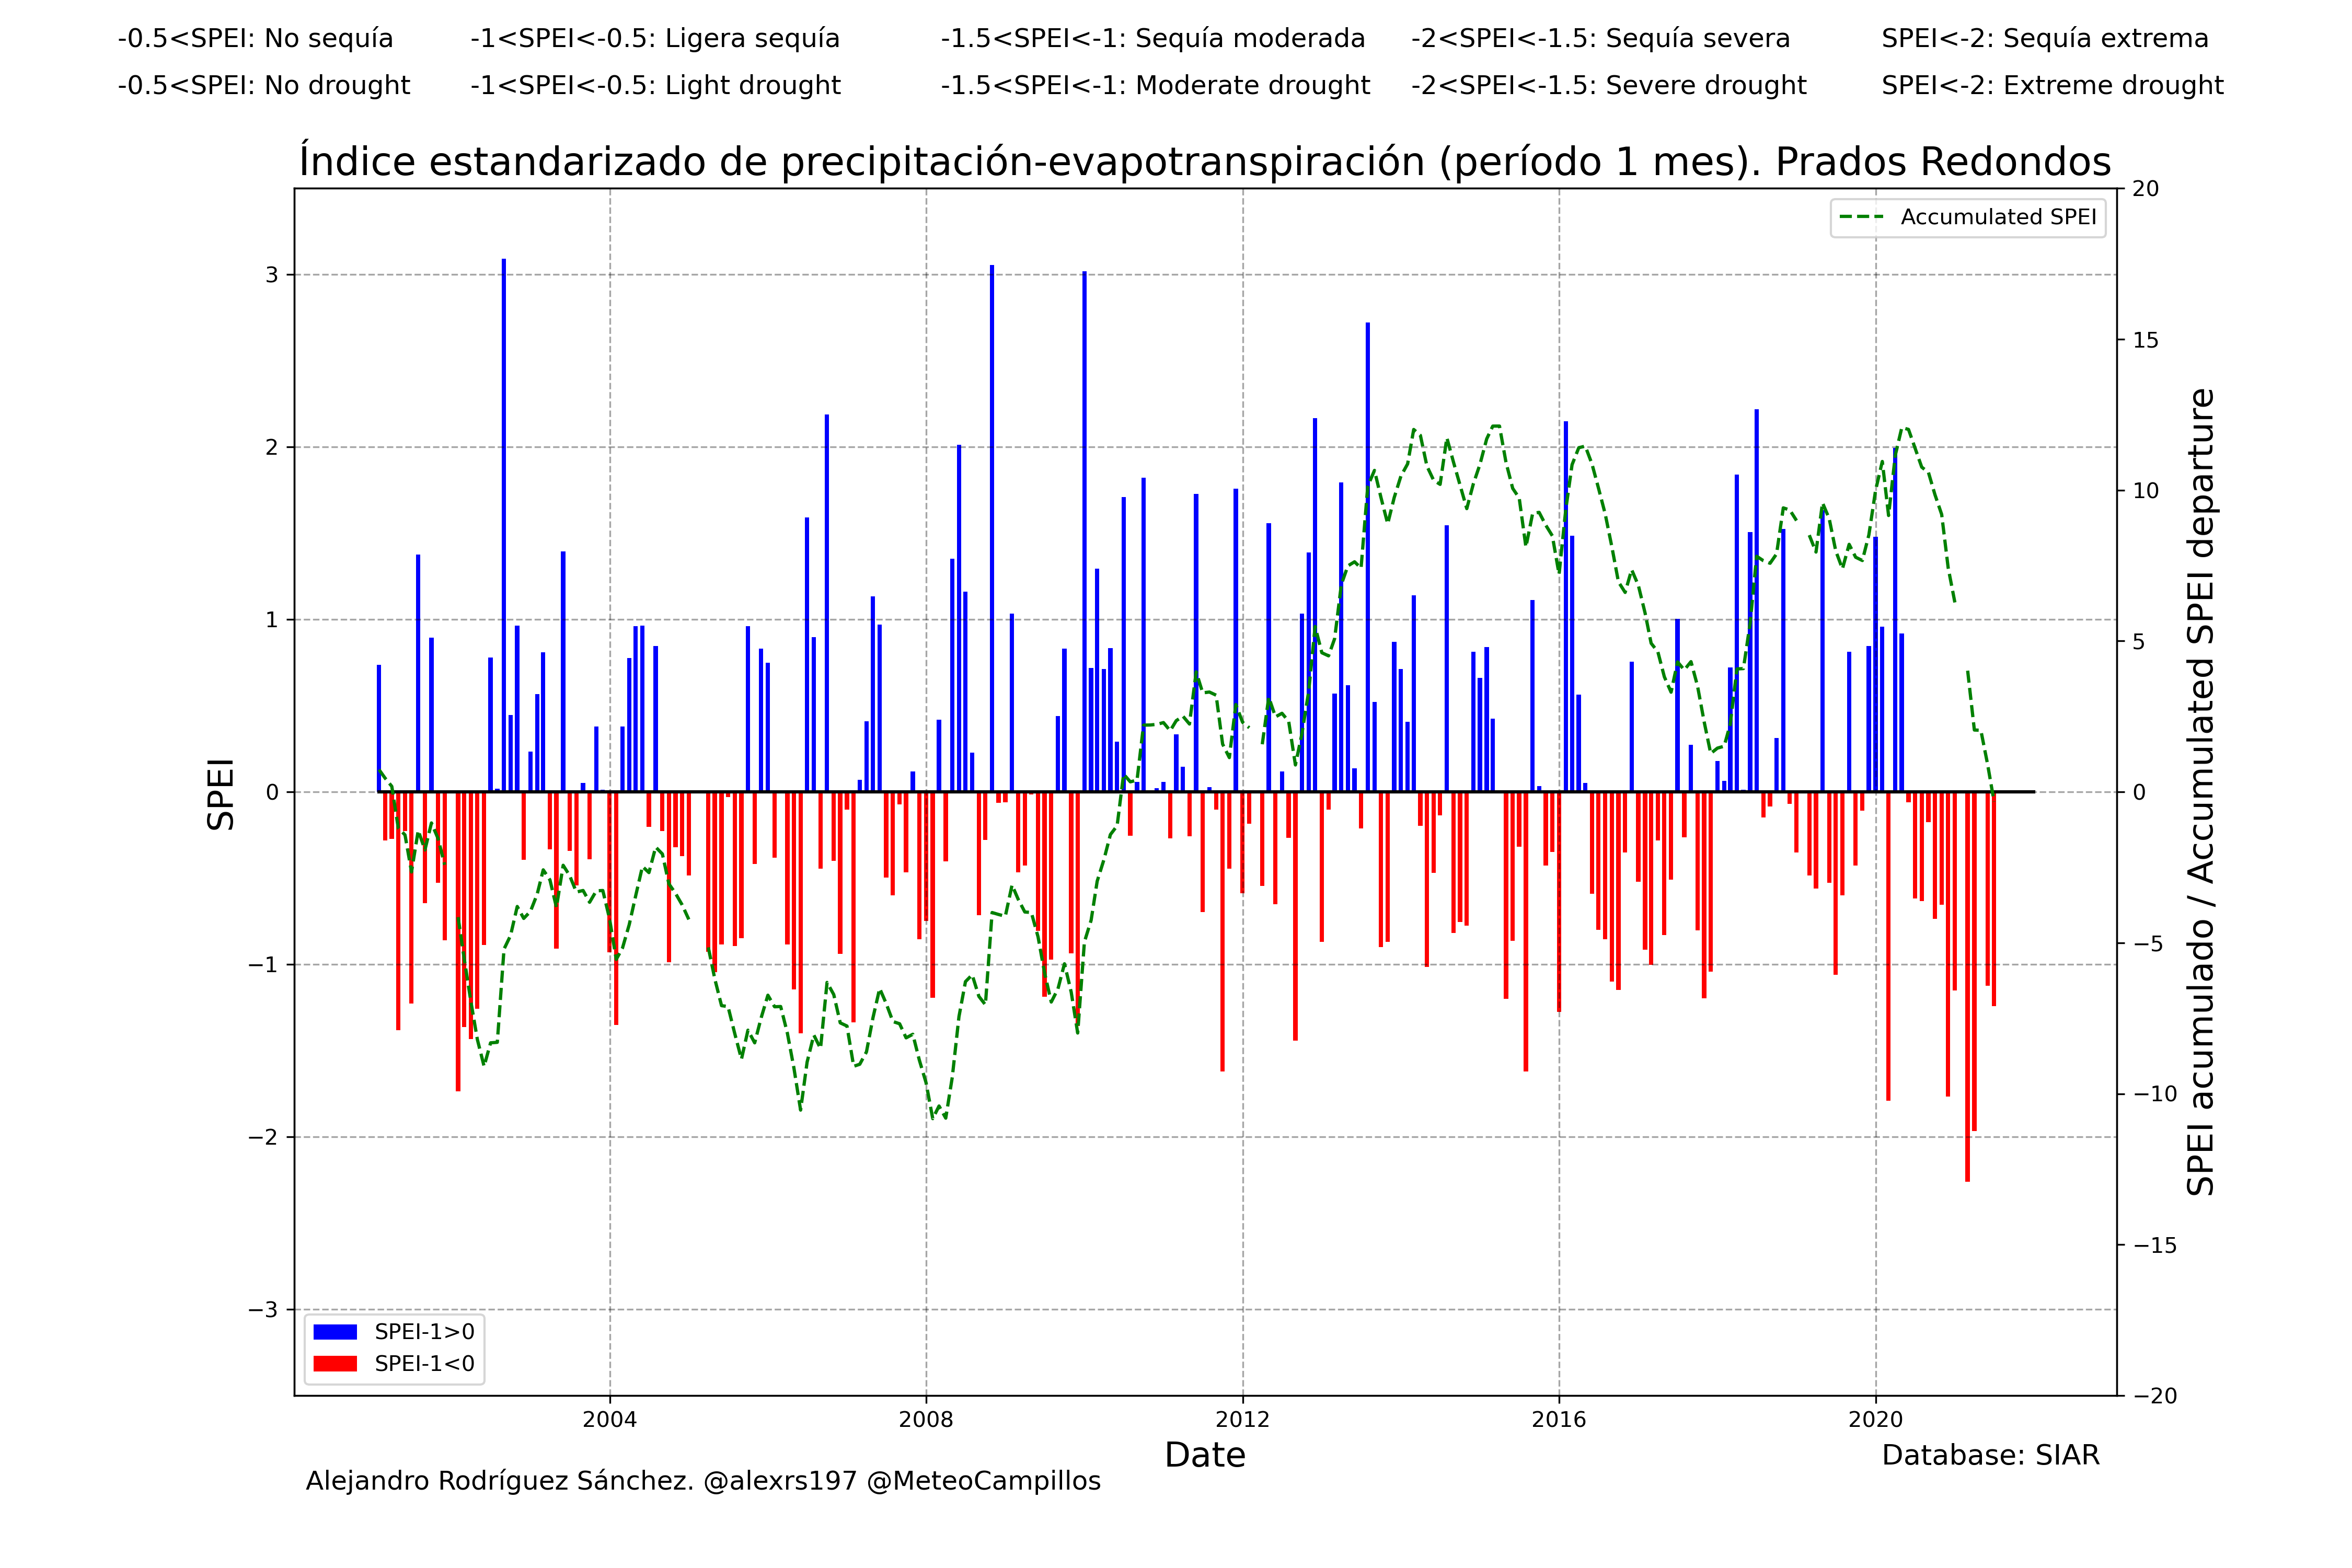 -0.5<SPEI: No sequía -1<SPEI<-0.5: Ligera sequía -1.5<SPEI<-1: Sequía moderada -2<SPEI<-1.5: Sequía severa SPEI<-2: Sequía extrema
-0.5<SPEI: No drought -1<SPEI<-0.5: Light drought -1.5<SPEI<-1: Moderate drought -2<SPEI<-1.5: Severe drought SPEI<-2: Extreme drought
Índice estandarizado de precipitación-evapotranspiración (período 1 mes). Prados Redondos
Accumulated SPEI
SPEI
3
2
1
0
−1
−2
−3
20
15
10
5
0
−5
−10
−15
−20
SPEI acumulado / Accumulated SPEI departure
SPEI-1>0
SPEI-1<0
2004 2008 2012 2016 2020
Date
Database: SIAR
Alejandro Rodríguez Sánchez. @alexrs197 @MeteoCampillos